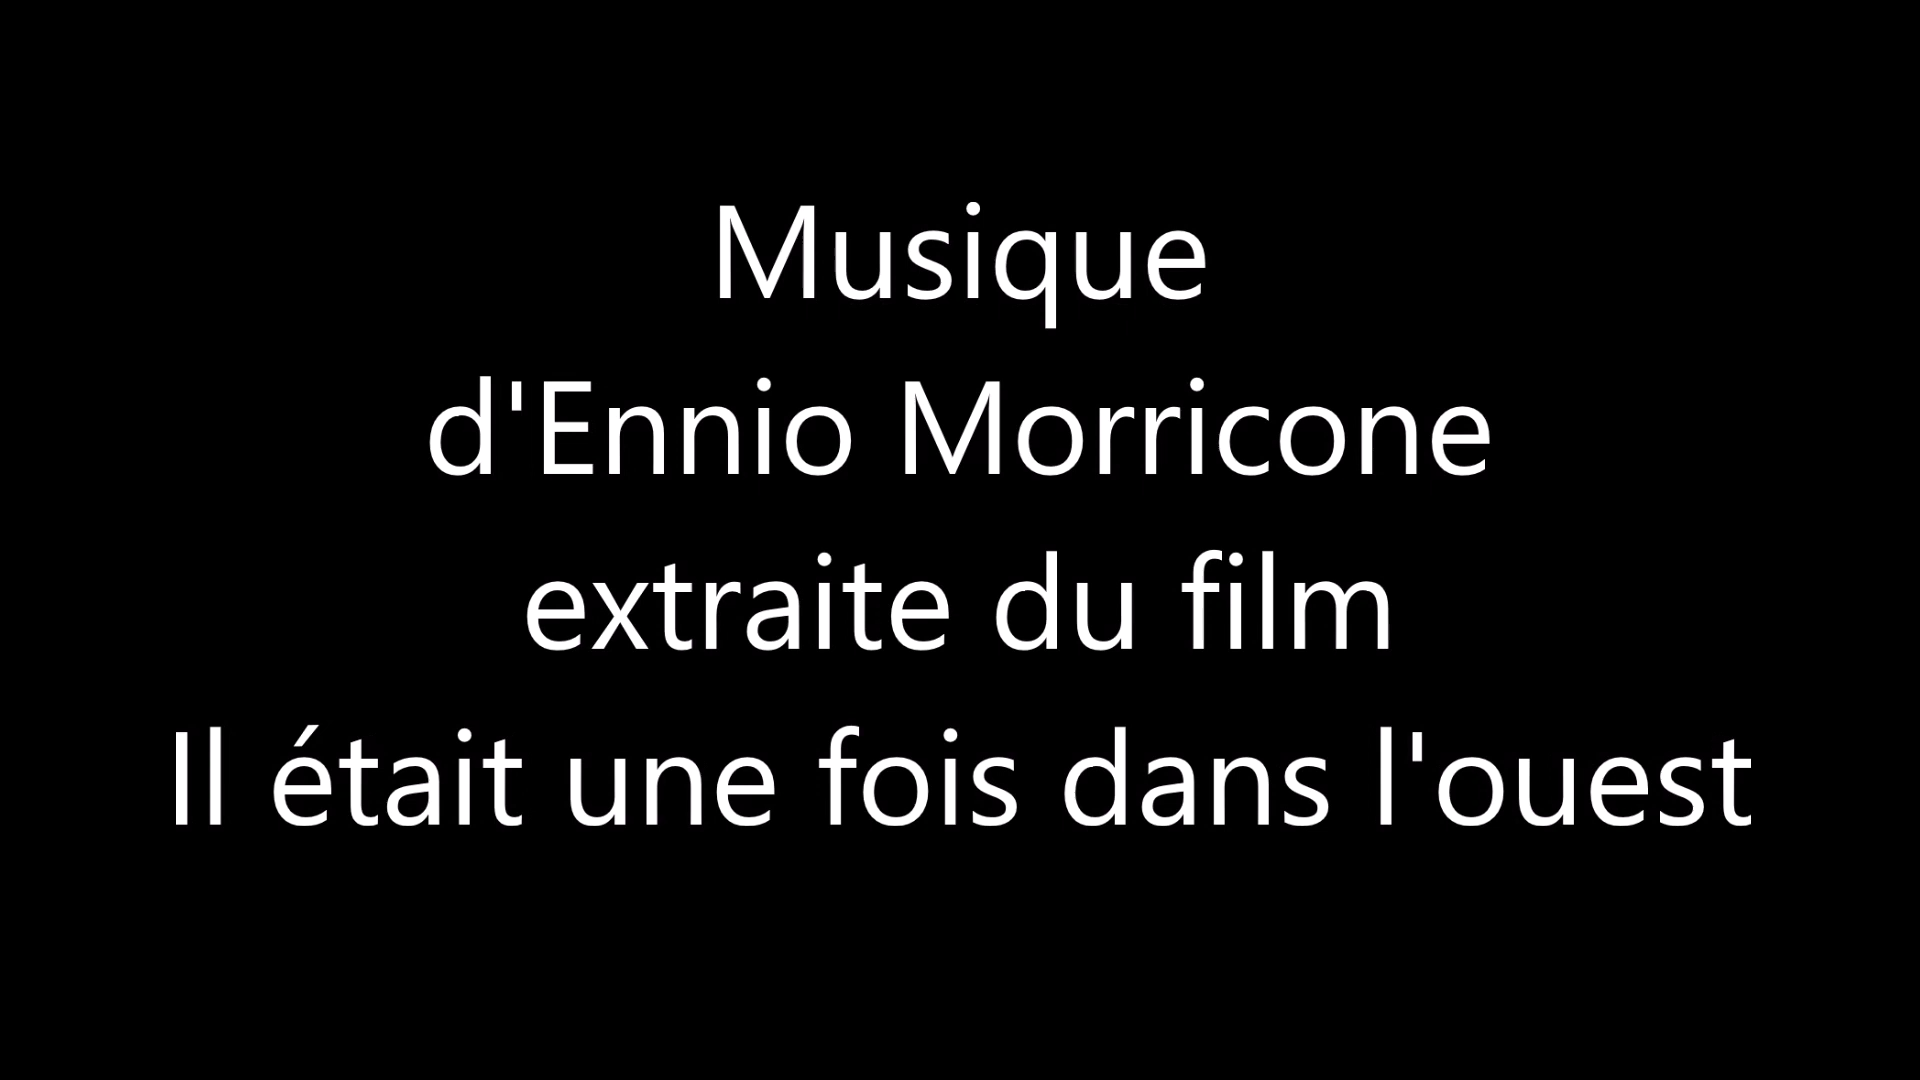 Musique
d'Ennio Morricone
extraite du film
Il était une fois dans l'ouest